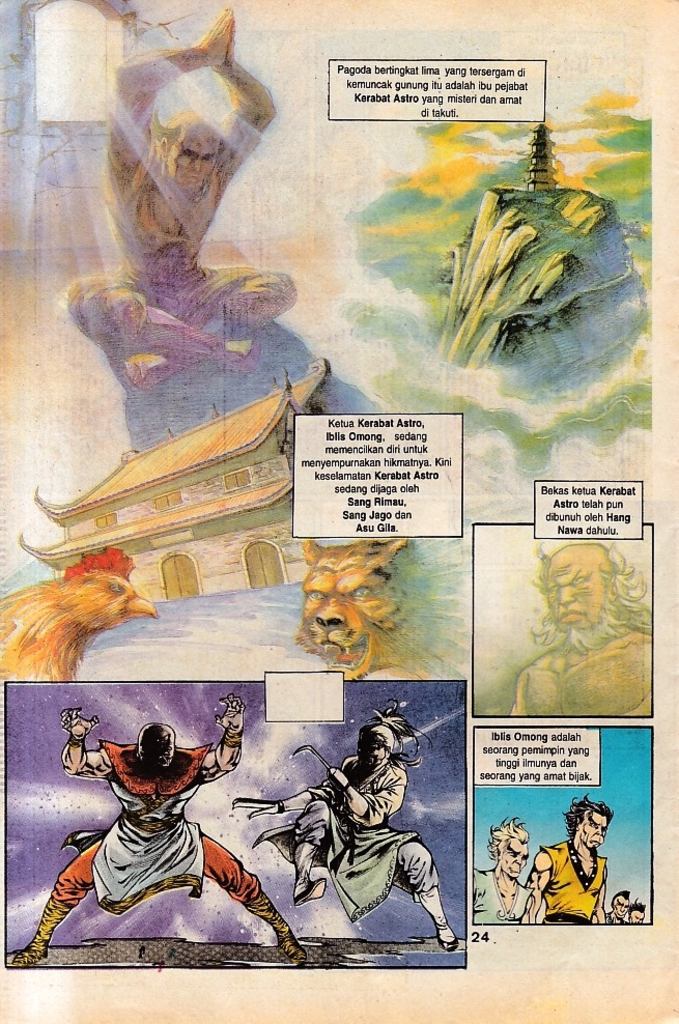 Pagoda bertingkat lima yang tersergam di
kemuncak gunung itu adalah ibu pejabat
Kerabat Astro yang misteri dan amat
di takuti.
Ketua Kerabat Astro,
Iblis Omong, sedang
memencilkan diri untuk
menyempurnakan hikmatnya. Kini
keselamatan Kerabat Astro
sedang dijaga oleh
Sang Rimau,
Sang Jago dan
Asu Gila.
Bekas ketua Kerabat
Astro telah pun
dibunuh oleh Hang
Nawa dahulu.
Iblis Omong adalah
seorang pemimpin yang
tinggi ilmunya dan
seorang yang amat bijak.
24